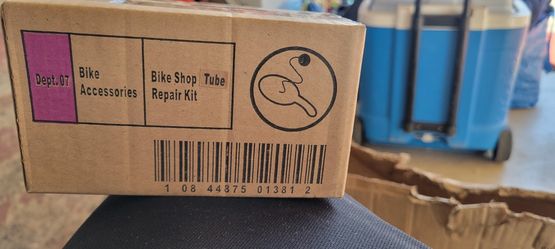 Dept. 07
Bike
Accessories
Bike Shop Tube
Repair Kit
1 08 44375 01381 2